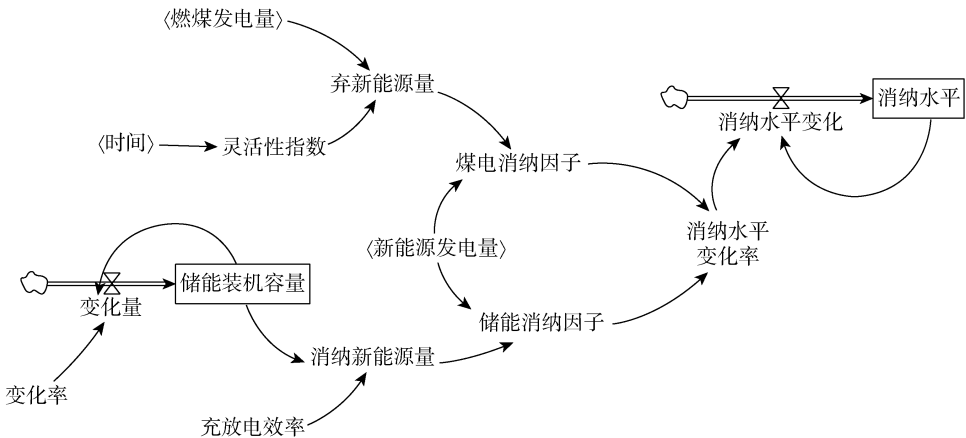 〈燃煤发电量〉
弃新能源量
消纳水平
消纳水平变化
〈时间〉
灵活性指数
煤电消纳因子
消纳水平
变化率
〈新能源发电量〉
储能装机容量
变化量
储能消纳因子
消纳新能源量
变化率
充放电效率